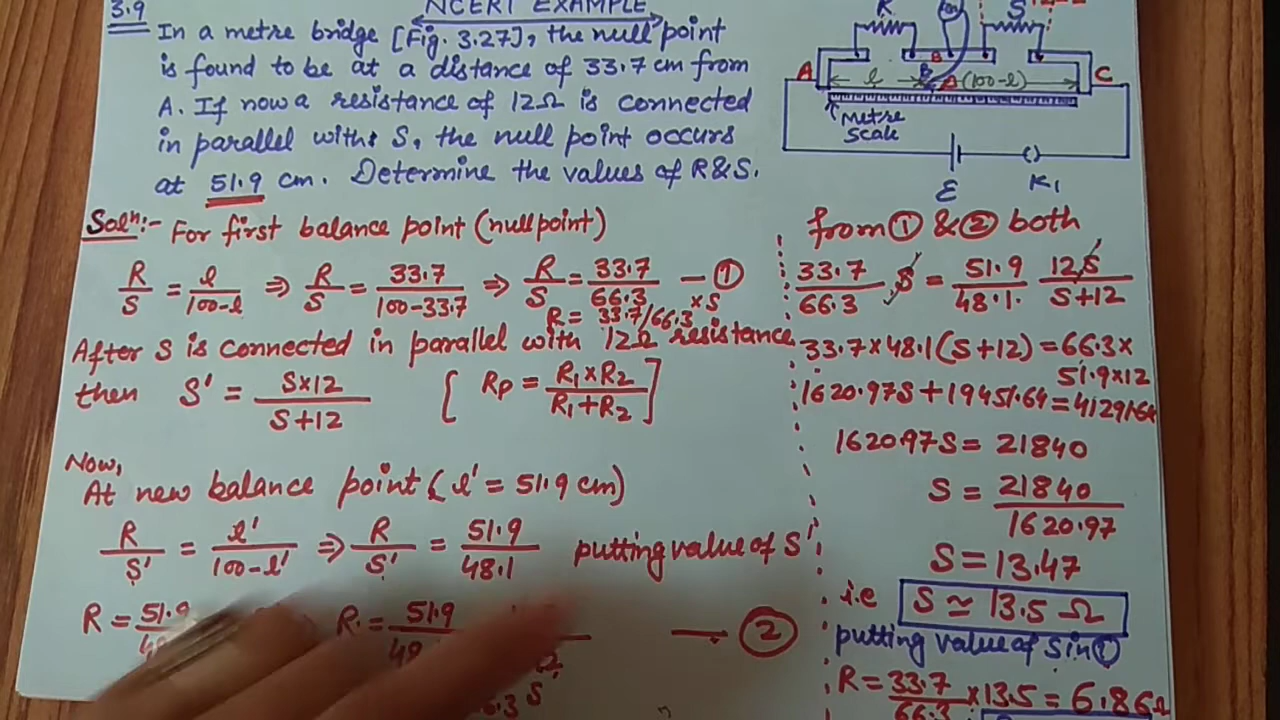 3.9 NCERT EXAMPLE
In a metre bridge [Fig. 3.27], the null point
is found to be at a distance of 33.7 cm from
A. If now a resistance of 12Ω is connected
in parallel with S, the null point occurs
at 51.9 cm. Determine the values of R & S.
R S
B
A l (100-l) C
Metre
Scale
ε K₁
Solⁿ:- For first balance point (null point)
R/S = l/100-l ⇒ R/S = 33.7/100-33.7 ⇒ R/S = 33.7/66.3 — ①
R = 33.7/66.3 × S
After S is connected in parallel with 12Ω resistance
then S' = S×12/S+12 [ Rp = R₁×R₂/R₁+R₂ ]
Now,
At new balance point (l' = 51.9 cm)
R/S' = l'/100-l' ⇒ R/S' = 51.9/48.1 putting value of S'
R = 51.9 R = 51.9 → ②
from ① & ② both
33.7/66.3 S = 51.9/48.1 12S/S+12
33.7×48.1(S+12) = 66.3×
51.9×12
1620.97S + 19451.64 = 41291.64
1620.97S = 21840
S = 21840/1620.97
S = 13.47
i.e S ≃ 13.5 Ω
putting value of S in ①
R = 33.7/66.3 × 13.5 = 6.86Ω